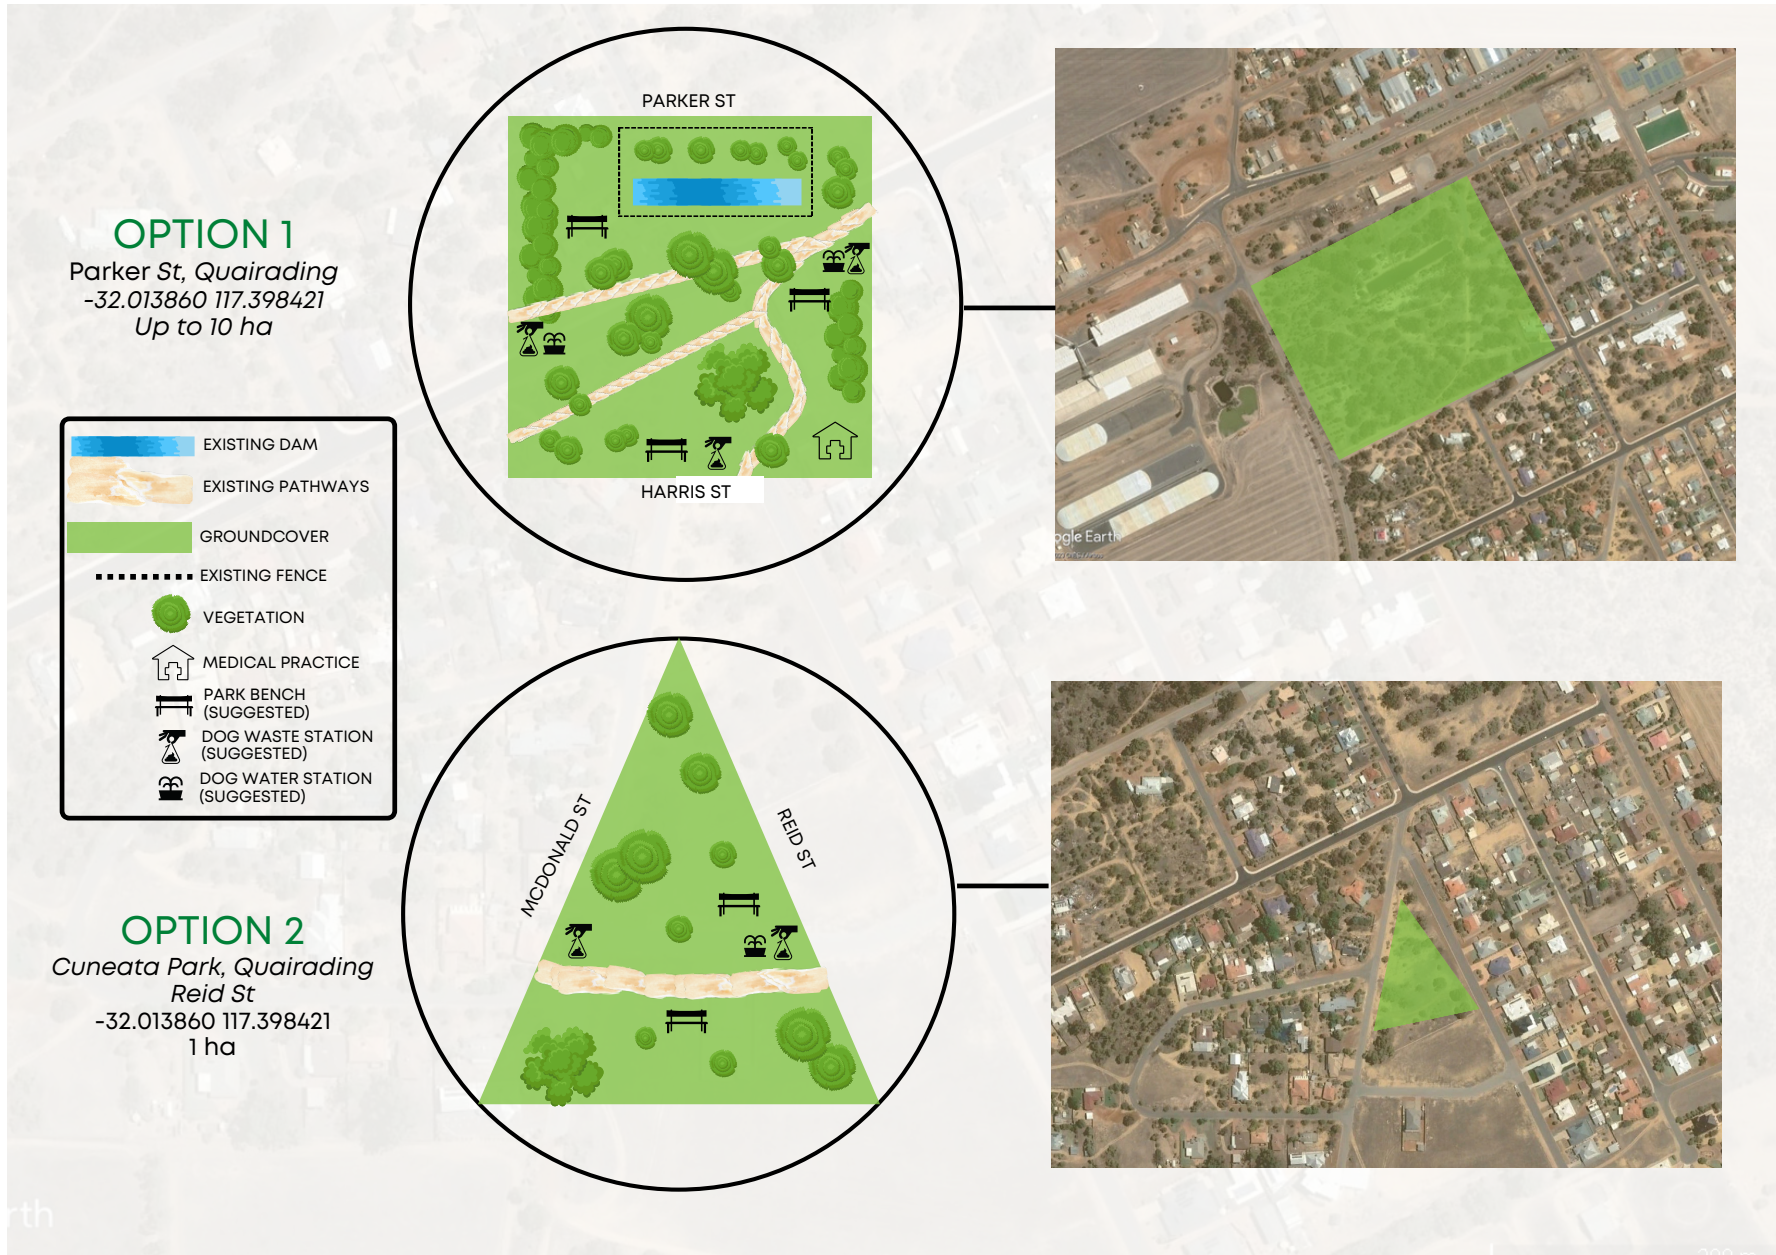 OPTION 1
Parker St, Quairading
-32.013860 117.398421
Up to 10 ha
PARKER ST
HARRIS ST
EXISTING DAM
EXISTING PATHWAYS
GROUNDCOVER
EXISTING FENCE
VEGETATION
MEDICAL PRACTICE
PARK BENCH
(SUGGESTED)
DOG WASTE STATION
(SUGGESTED)
DOG WATER STATION
(SUGGESTED)
ogle Earth
OPTION 2
Cuneata Park, Quairading
Reid St
-32.013860 117.398421
1 ha
MCDONALD ST
REID ST
rth